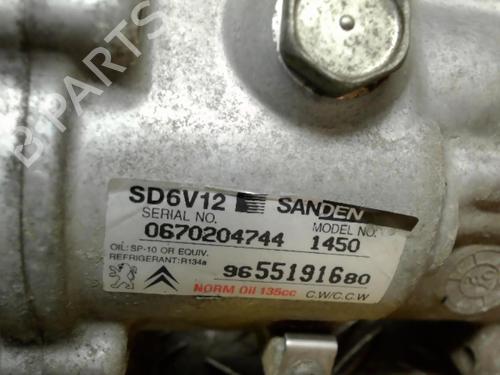 SD6V12 SANDEN
SERIAL NO. MODEL NO.
0670204744 1450
OIL: SP-10 OR EQUIV.
REFRIGERANT: R134a
9655191680
NORM Oil 135cc C.W/C.C.W
B-PARTS